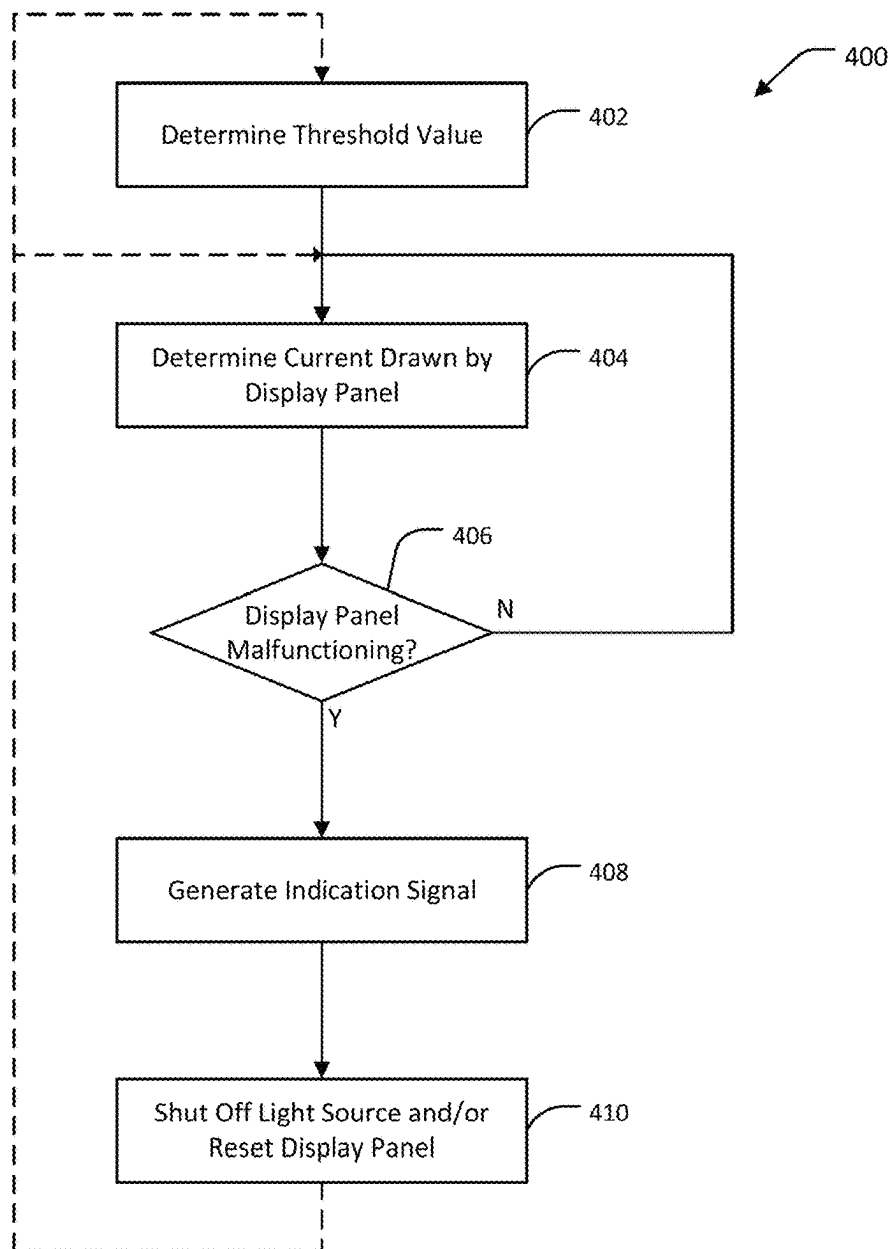 400
Determine Threshold Value
402
Determine Current Drawn by
Display Panel
404
406
Display Panel
Malfunctioning?
N
Y
Generate Indication Signal
408
Shut Off Light Source and/or
Reset Display Panel
410